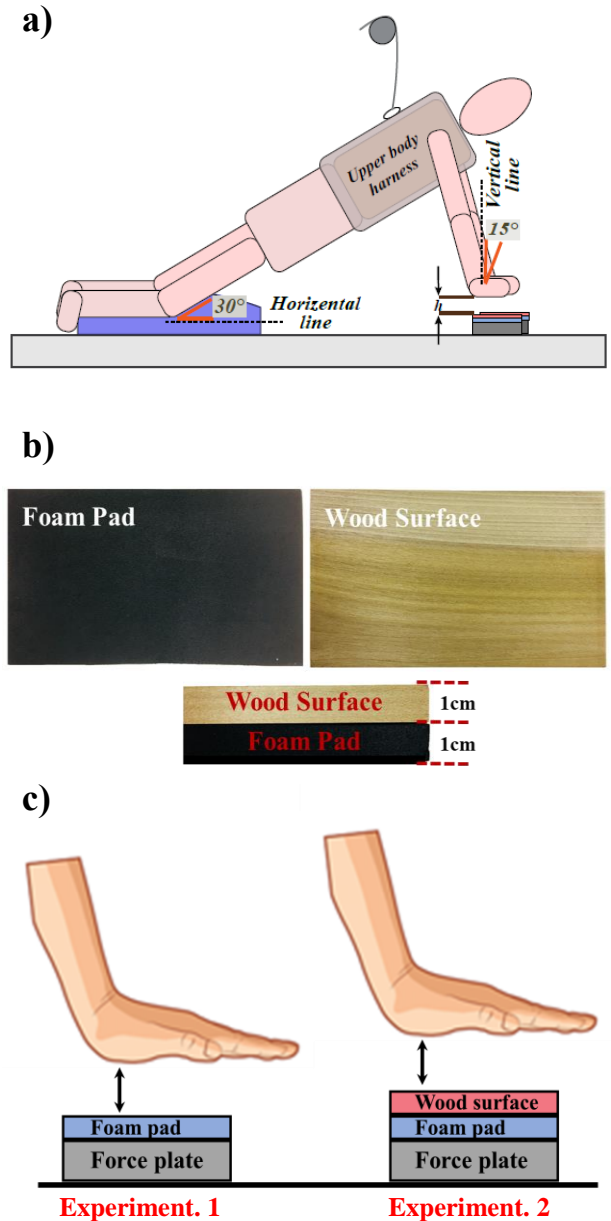 a)
Upper body
harness
Vertical
line
15°
30°
Horizental
line
h
b)
Foam Pad
Wood Surface
Wood Surface
1cm
Foam Pad
1cm
c)
Foam pad
Force plate
Wood surface
Foam pad
Force plate
Experiment. 1
Experiment. 2